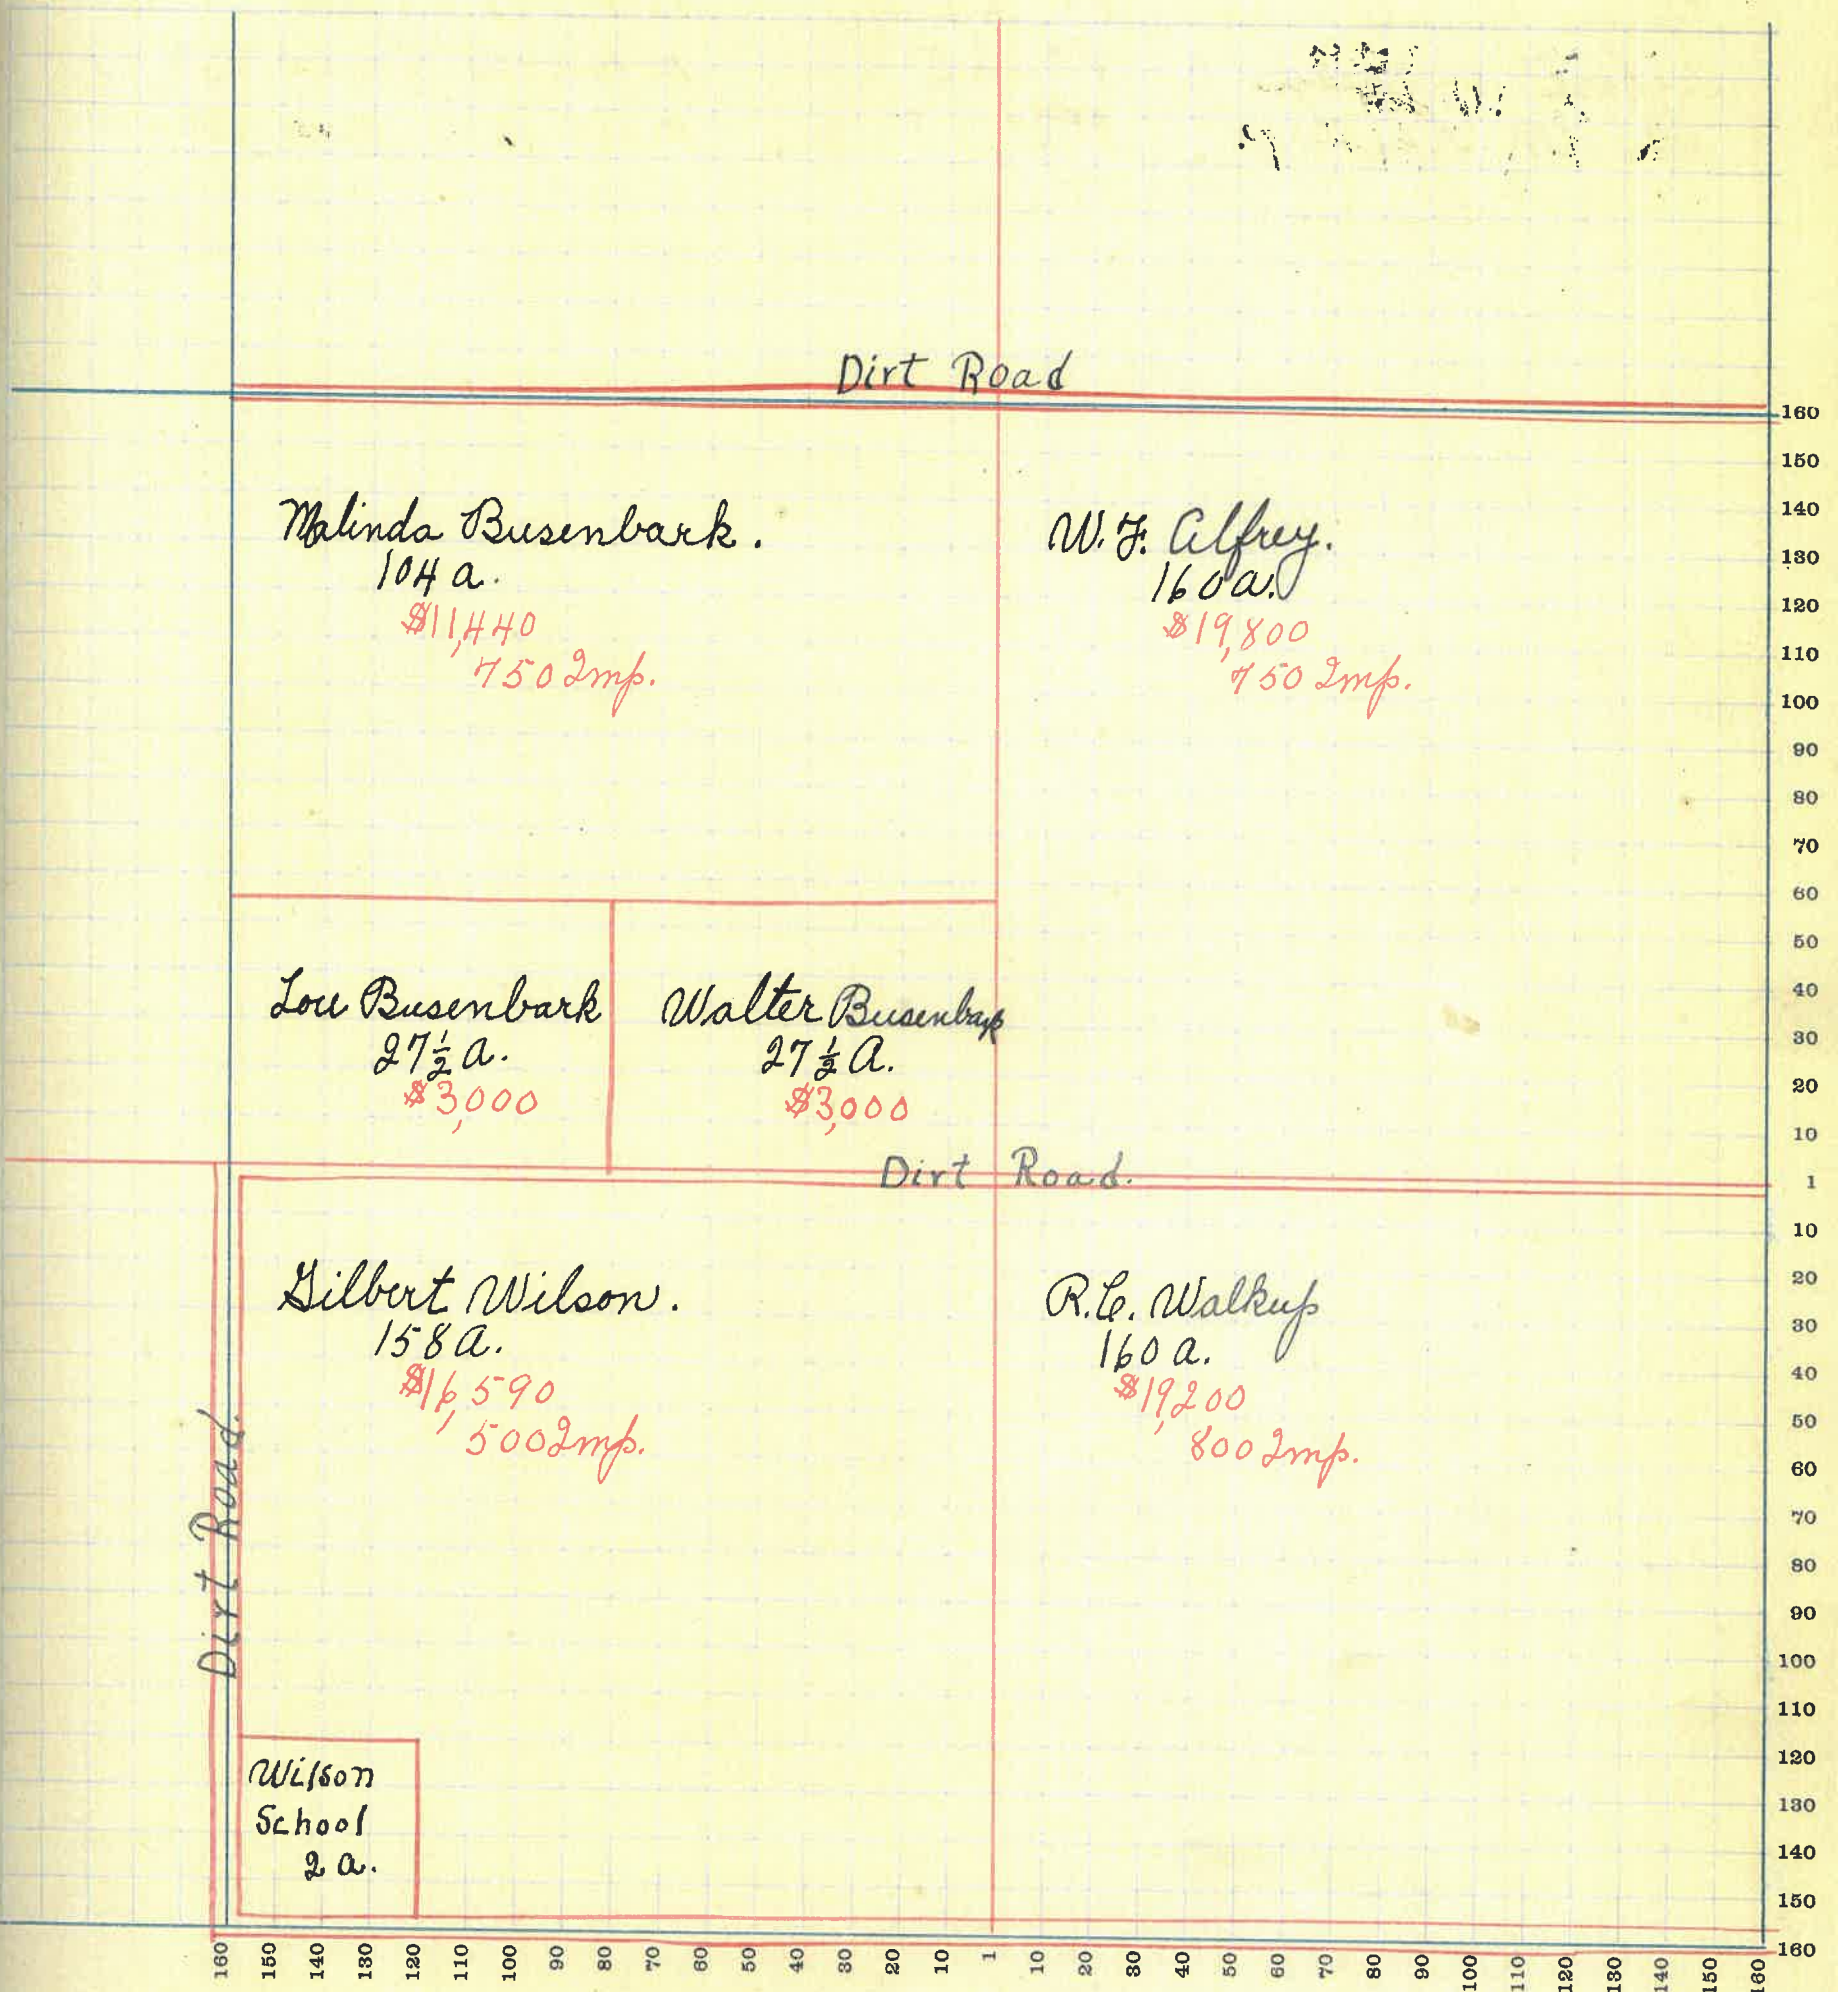 Dirt Road
Malinda Busenbark.
104 a.
$11,440
750 Imp.
W. F. Alfrey.
160 a.
$19,800
750 Imp.
Lou Busenbark
27½ a.
$3,000
Walter Busenbark
27½ A.
$3,000
Dirt Road.
Gilbert Wilson.
158 A.
$16,590
500 Imp.
R. C. Walkup
160 a.
$19,200
800 Imp.
Dirt Road.
Wilson
School
2 a.
160
150
140
130
120
110
100
90
80
70
60
50
40
30
20
10
1
10
20
30
40
50
60
70
80
90
100
110
120
130
140
150
160
160 150 140 130 120 110 100 90 80 70 60 50 40 30 20 10 1 10 20 30 40 50 60 70 80 90 100 110 120 130 140 150 160